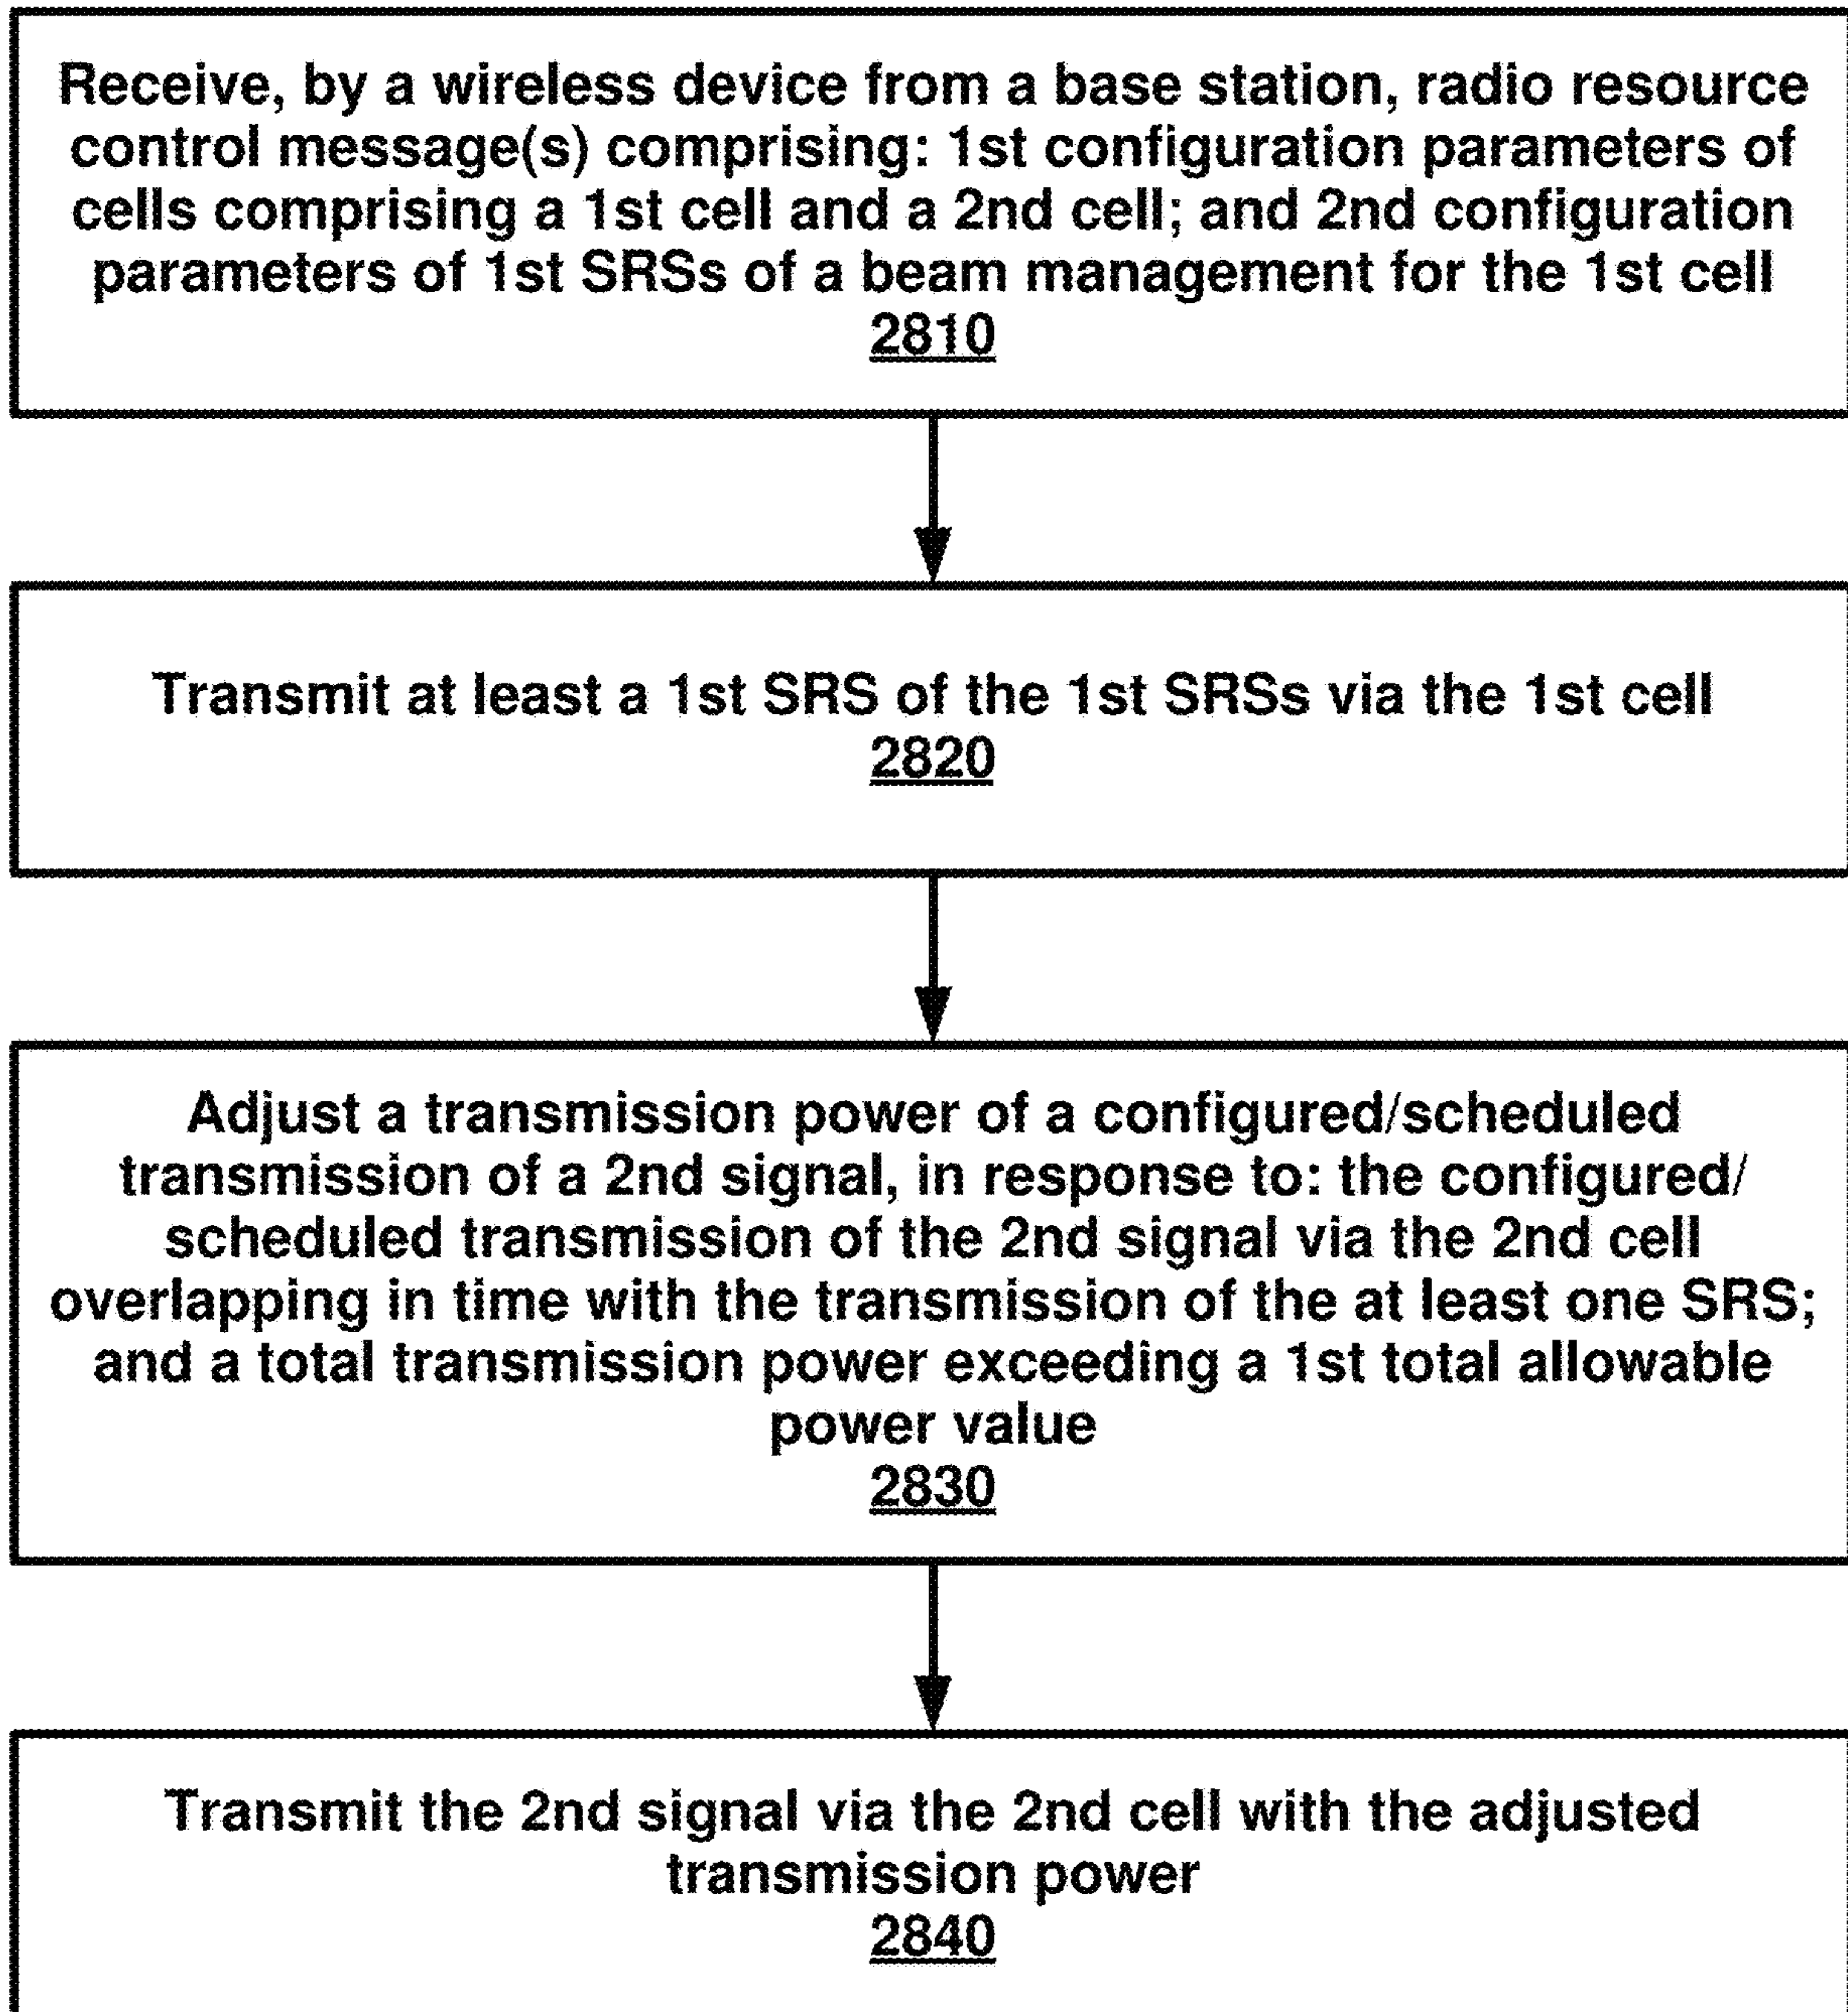 Receive, by a wireless device from a base station, radio resource
control message(s) comprising: 1st configuration parameters of
cells comprising a 1st cell and a 2nd cell; and 2nd configuration
parameters of 1st SRSs of a beam management for the 1st cell
2810
Transmit at least a 1st SRS of the 1st SRSs via the 1st cell
2820
Adjust a transmission power of a configured/scheduled
transmission of a 2nd signal, in response to: the configured/
scheduled transmission of the 2nd signal via the 2nd cell
overlapping in time with the transmission of the at least one SRS;
and a total transmission power exceeding a 1st total allowable
power value
2830
Transmit the 2nd signal via the 2nd cell with the adjusted
transmission power
2840